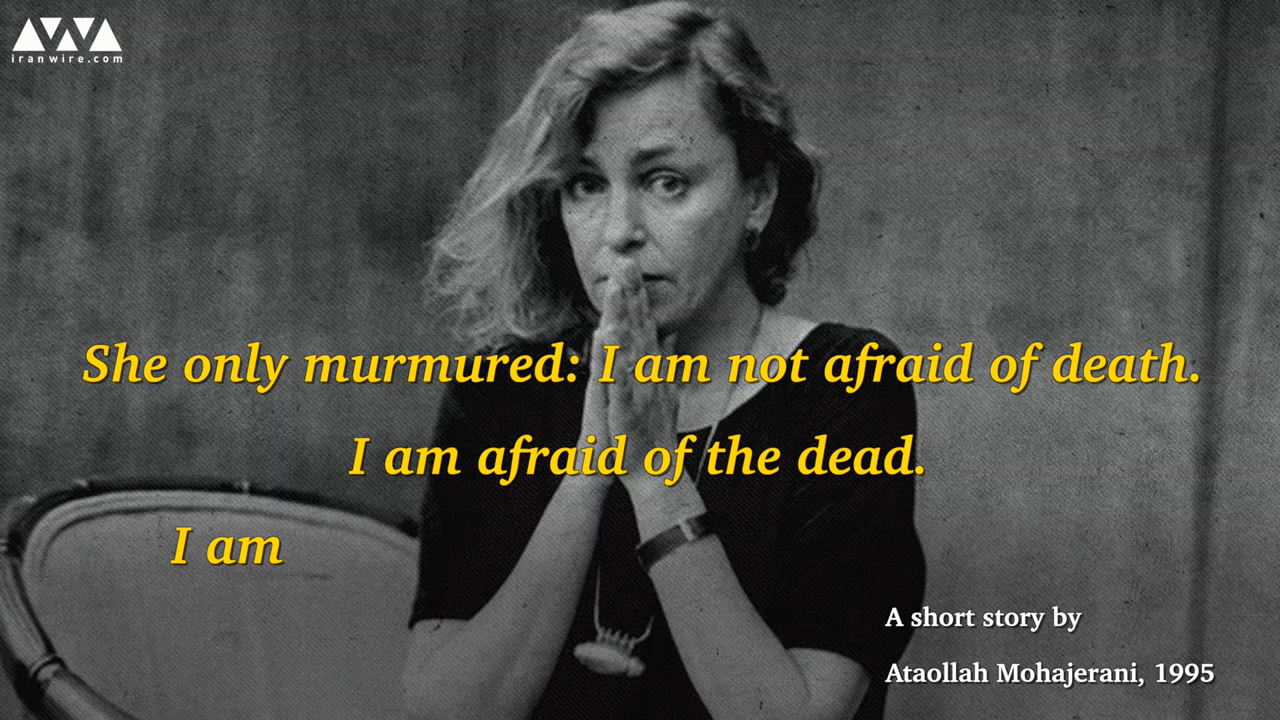 iranwire.com
She only murmured: I am not afraid of death.
I am afraid of the dead.
I am
A short story by
Ataollah Mohajerani, 1995